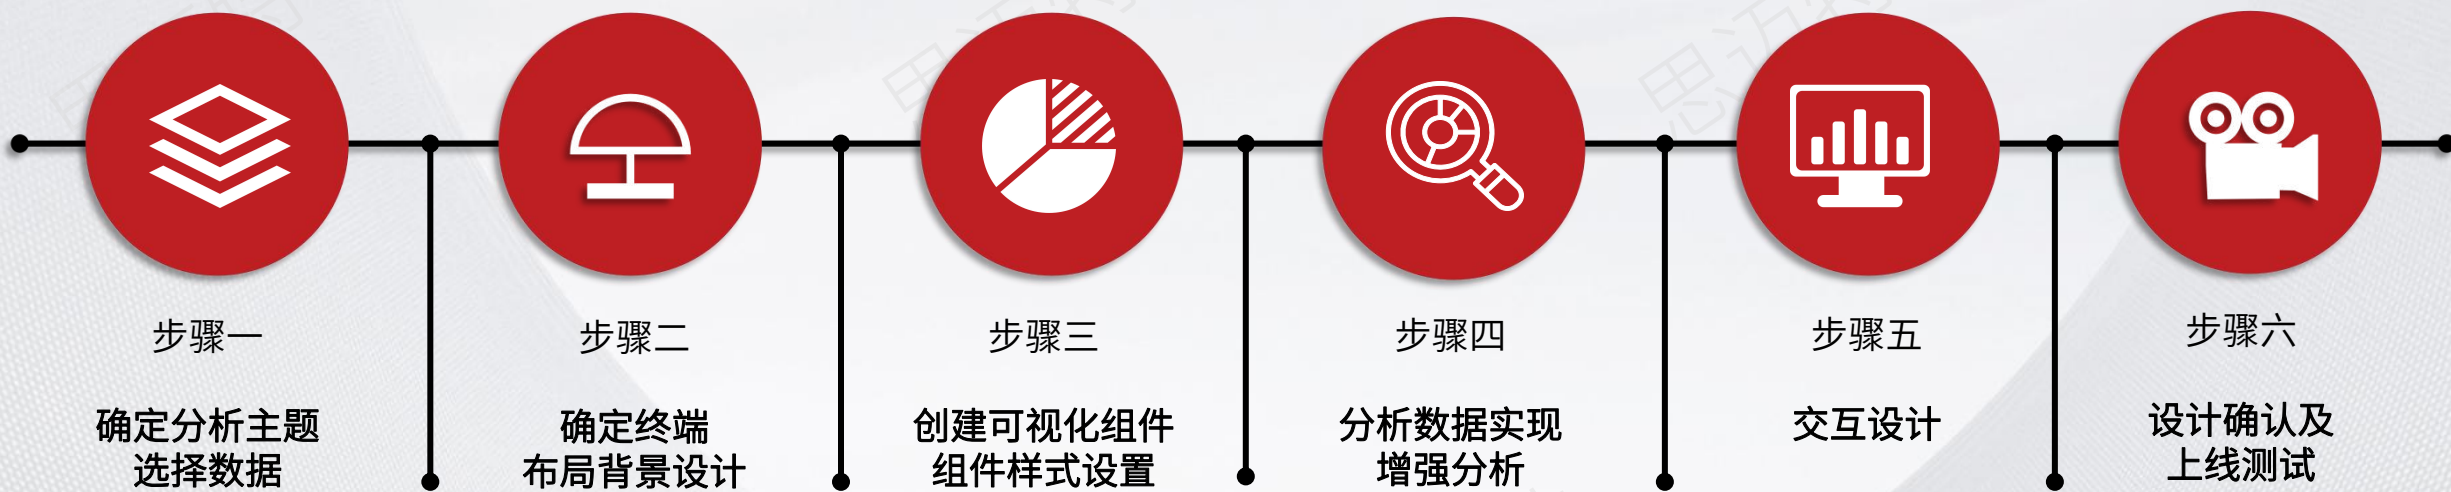 步骤一
确定分析主题
选择数据
步骤二
确定终端
布局背景设计
步骤三
创建可视化组件
组件样式设置
步骤四
分析数据实现
增强分析
步骤五
交互设计
步骤六
设计确认及
上线测试